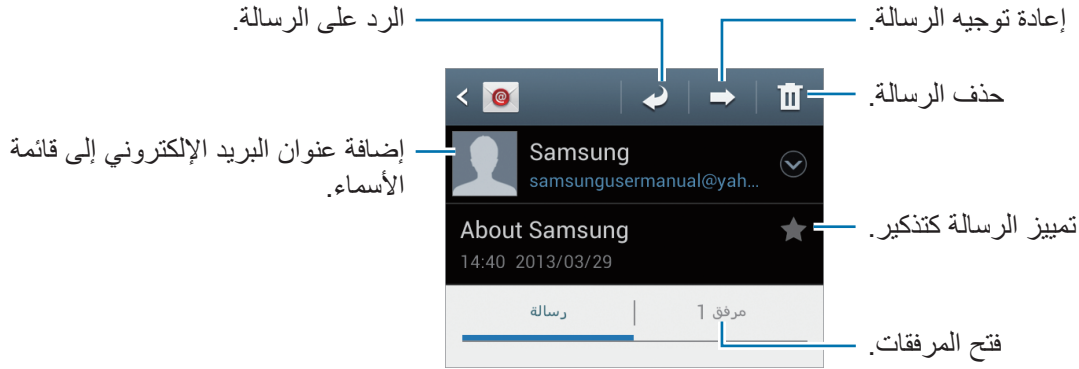 إعادة توجيه الرسالة.
الرد على الرسالة.
حذف الرسالة.
Samsung
samsungusermanual@yah...
إضافة عنوان البريد الإلكتروني إلى قائمة
الأسماء.
About Samsung
14:40 2013/03/29
تمييز الرسالة كتذكير.
مرفق 1
رسالة
فتح المرفقات.